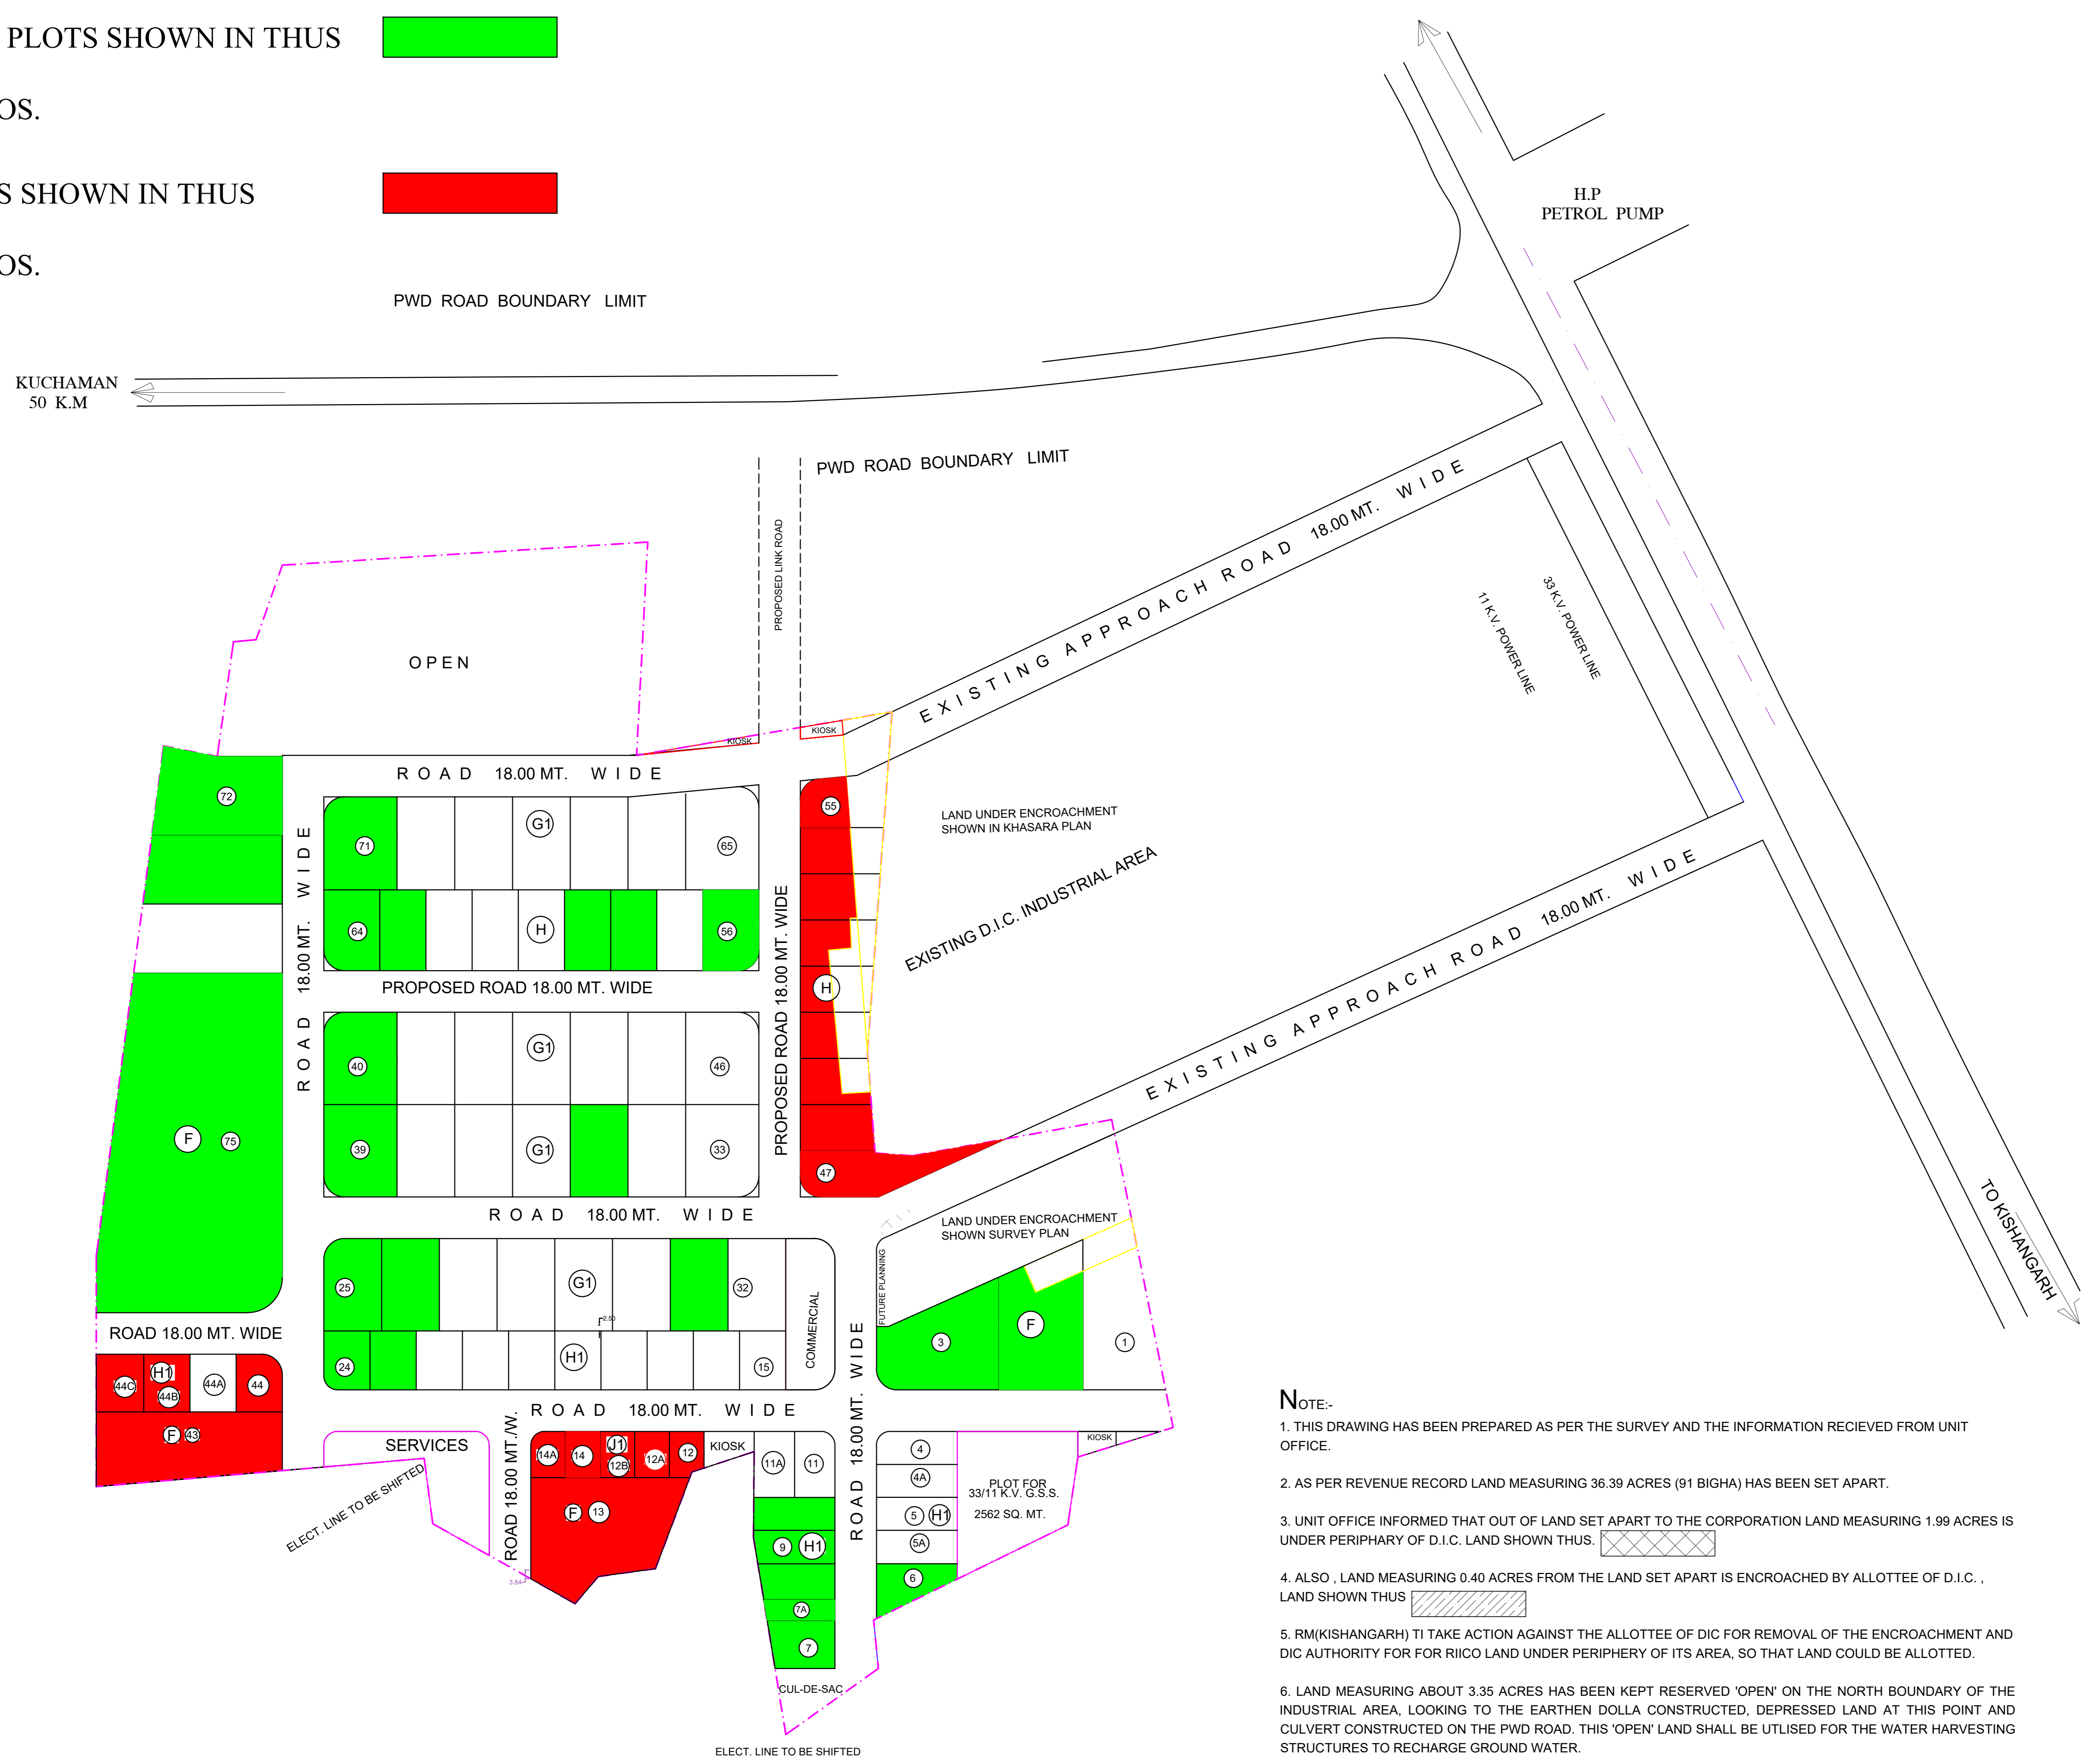 PLOTS SHOWN IN THUS
OS.
S SHOWN IN THUS
OS.
PWD ROAD BOUNDARY LIMIT
KUCHAMAN
50 K.M
H.P
PETROL PUMP
PWD ROAD BOUNDARY LIMIT
PROPOSED LINK ROAD
EXISTING APPROACH ROAD 18.00 MT. WIDE
11 K.V. POWER LINE
33 K.V. POWER LINE
OPEN
KIOSK
KIOSK
ROAD 18.00 MT. WIDE
72
ROAD 18.00 MT. WIDE
71
G1
65
64
H
56
55
H
47
PROPOSED ROAD 18.00 MT. WIDE
PROPOSED ROAD 18.00 MT. WIDE
LAND UNDER ENCROACHMENT
SHOWN IN KHASARA PLAN
EXISTING D.I.C. INDUSTRIAL AREA
EXISTING APPROACH ROAD 18.00 MT. WIDE
40
G1
46
F
75
39
G1
33
ROAD 18.00 MT. WIDE
LAND UNDER ENCROACHMENT
SHOWN SURVEY PLAN
FUTURE PLANNING
TO KISHANGARH
25
G1
32
2.50
COMMERCIAL
24
H1
15
ROAD 18.00 MT. WIDE
3
F
1
ROAD 18.00 MT. WIDE
44C
H1
44B
44A
44
F
43
ROAD 18.00 MT. WIDE
SERVICES
ELECT. LINE TO BE SHIFTED
ROAD 18.00 MT./W.
14A
14
J1
12B
12A
12
KIOSK
F
13
3.84
11A
11
9
H1
7A
7
CUL-DE-SAC
ELECT. LINE TO BE SHIFTED
4
4A
5
H1
5A
6
PLOT FOR
33/11 K.V. G.S.S.
2562 SQ. MT.
KIOSK
NOTE:-
1. THIS DRAWING HAS BEEN PREPARED AS PER THE SURVEY AND THE INFORMATION RECIEVED FROM UNIT
OFFICE.
2. AS PER REVENUE RECORD LAND MEASURING 36.39 ACRES (91 BIGHA) HAS BEEN SET APART.
3. UNIT OFFICE INFORMED THAT OUT OF LAND SET APART TO THE CORPORATION LAND MEASURING 1.99 ACRES IS
UNDER PERIPHARY OF D.I.C. LAND SHOWN THUS.
4. ALSO , LAND MEASURING 0.40 ACRES FROM THE LAND SET APART IS ENCROACHED BY ALLOTTEE OF D.I.C. ,
LAND SHOWN THUS
5. RM(KISHANGARH) TI TAKE ACTION AGAINST THE ALLOTTEE OF DIC FOR REMOVAL OF THE ENCROACHMENT AND
DIC AUTHORITY FOR FOR RIICO LAND UNDER PERIPHERY OF ITS AREA, SO THAT LAND COULD BE ALLOTTED.
6. LAND MEASURING ABOUT 3.35 ACRES HAS BEEN KEPT RESERVED 'OPEN' ON THE NORTH BOUNDARY OF THE
INDUSTRIAL AREA, LOOKING TO THE EARTHEN DOLLA CONSTRUCTED, DEPRESSED LAND AT THIS POINT AND
CULVERT CONSTRUCTED ON THE PWD ROAD. THIS 'OPEN' LAND SHALL BE UTLISED FOR THE WATER HARVESTING
STRUCTURES TO RECHARGE GROUND WATER.